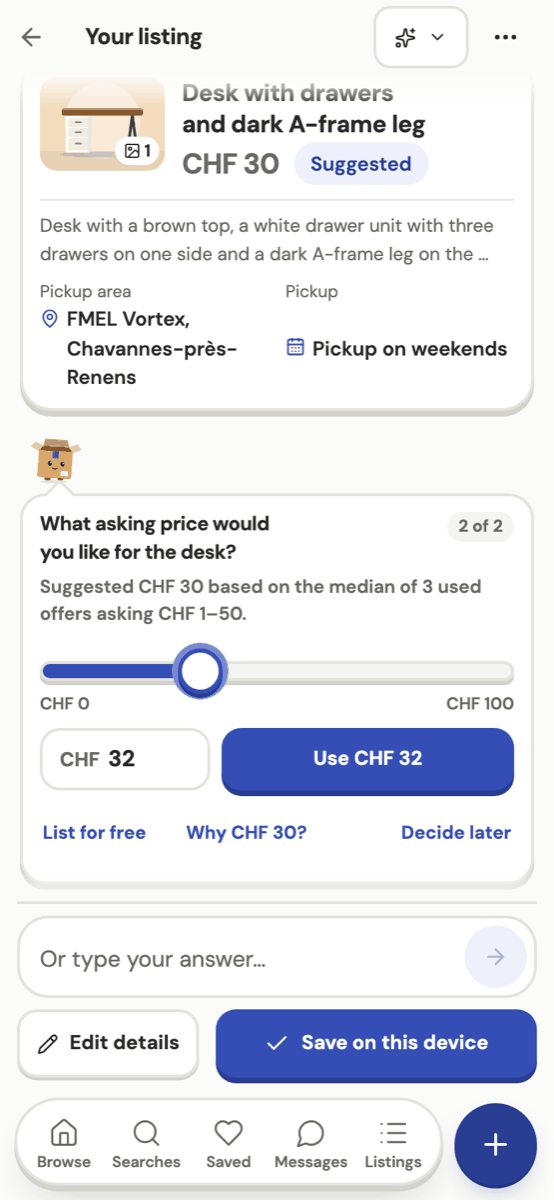 Your listing
Desk with drawers
and dark A-frame leg
1
CHF 30 Suggested
Desk with a brown top, a white drawer unit with three
drawers on one side and a dark A-frame leg on the ...
Pickup area
FMEL Vortex,
Chavannes-près-
Renens
Pickup
Pickup on weekends
What asking price would
you like for the desk?
2 of 2
Suggested CHF 30 based on the median of 3 used
offers asking CHF 1–50.
CHF 0 CHF 100
CHF 32 Use CHF 32
List for free Why CHF 30? Decide later
Or type your answer...
Edit details Save on this device
Browse Searches Saved Messages Listings